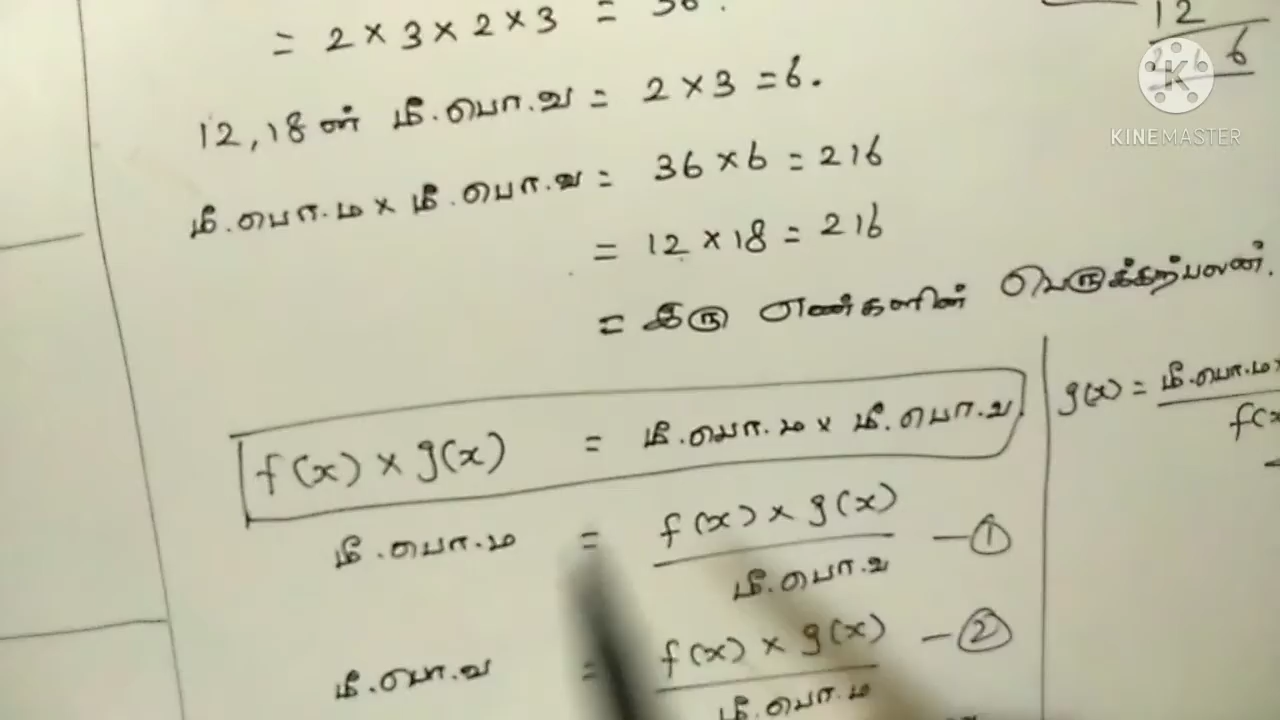 = 2 × 3 × 2 × 3 = 36.
12, 18ன் மீ.பொ.வ = 2 × 3 = 6.
மீ.பொ.ம × மீ.பொ.வ = 36 × 6 = 216
= 12 × 18 = 216
= இரு எண்களின் பெருக்கற்பலன்.
f(x) × g(x) = மீ.பொ.ம × மீ.பொ.வ
மீ.பொ.ம = f(x) × g(x) / மீ.பொ.வ —①
மீ.பொ.வ = f(x) × g(x) / மீ.பொ.ம —②
12
6
KINEMASTER
g(x) = மீ.பொ.ம ×
f(x